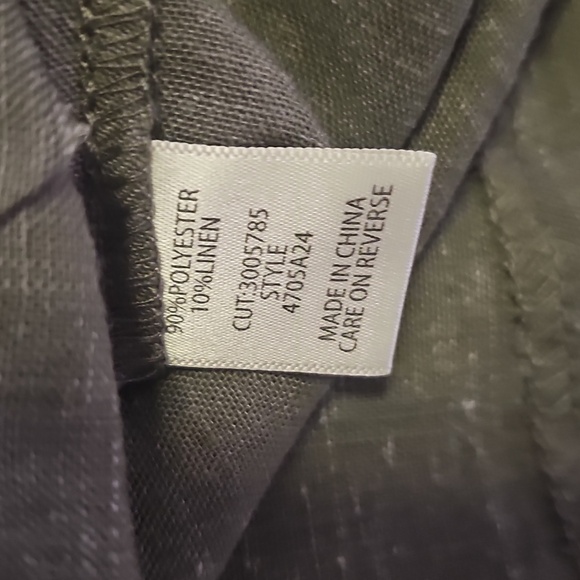 90%POLYESTER
10%LINEN
CUT:3005785
STYLE
4705A24
MADE IN CHINA
CARE ON REVERSE